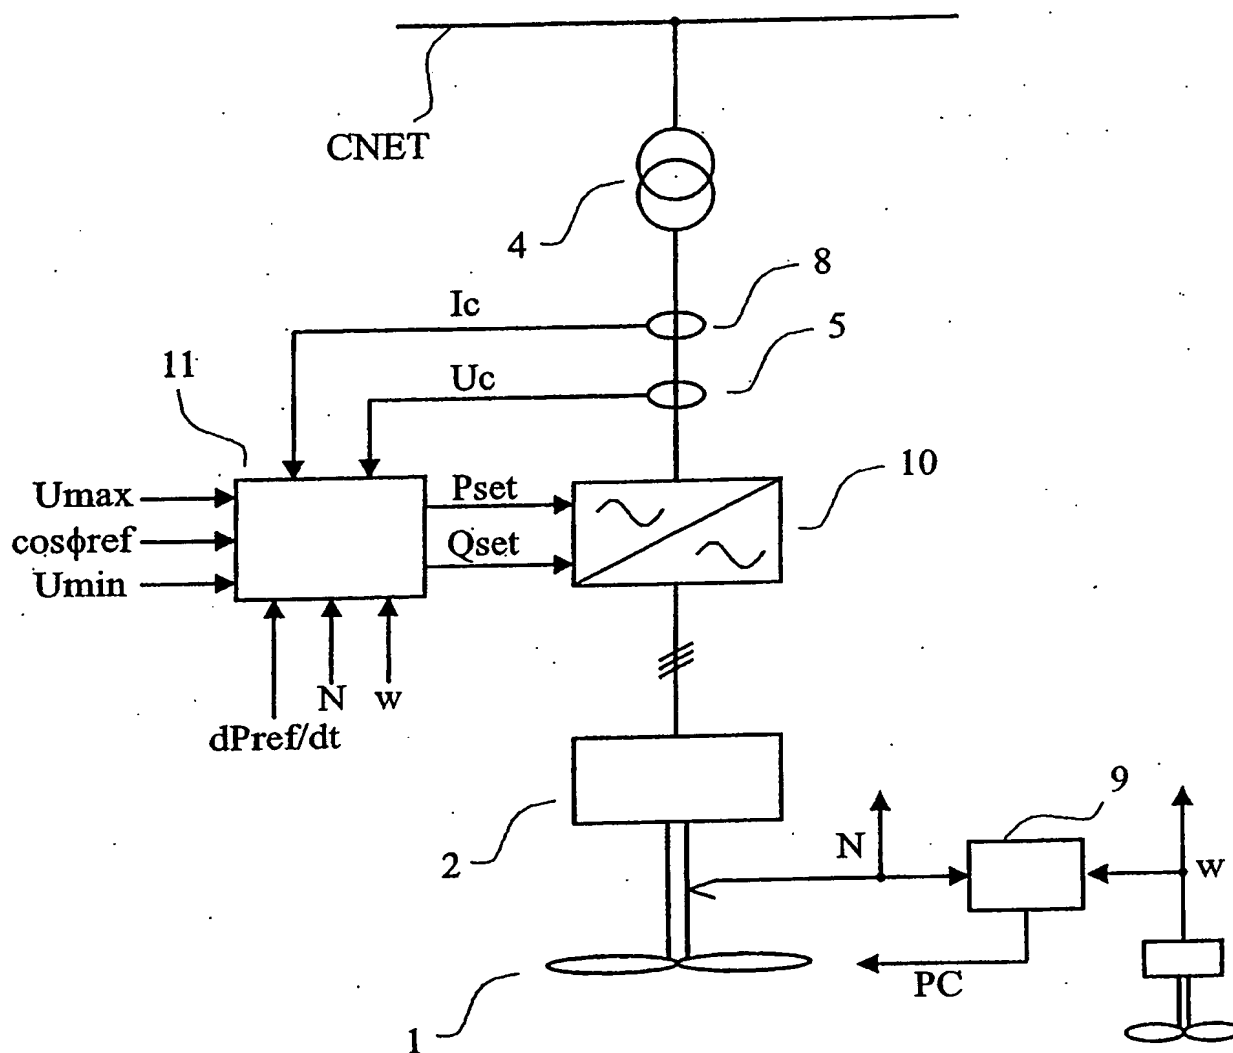 CNET
4
8
Ic
5
11
Uc
10
Umax
Pset
cosϕref
Qset
Umin
N
w
dPref/dt
9
2
N
w
PC
1